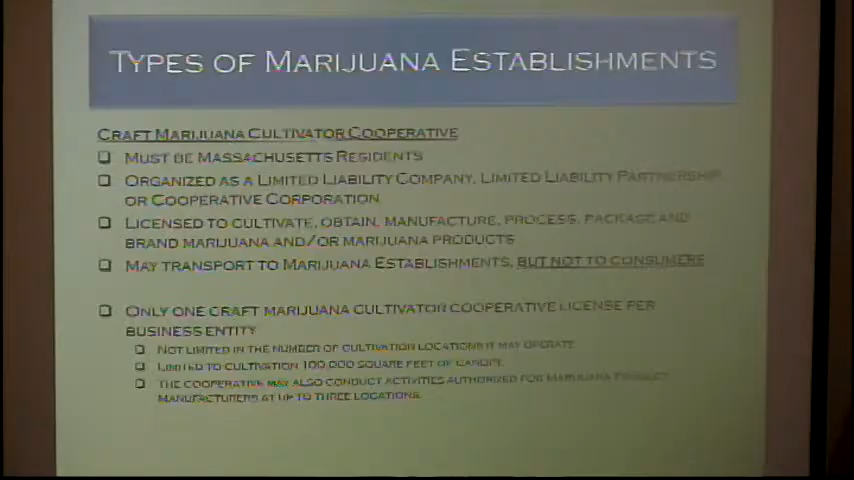 TYPES OF MARIJUANA ESTABLISHMENTS
CRAFT MARIJUANA CULTIVATOR COOPERATIVE
❑ MUST BE MASSACHUSETTS RESIDENTS
❑ ORGANIZED AS A LIMITED LIABILITY COMPANY, LIMITED LIABILITY PARTNERSHIP
OR COOPERATIVE CORPORATION
❑ LICENSED TO CULTIVATE, OBTAIN, MANUFACTURE, PROCESS, PACKAGE AND
BRAND MARIJUANA AND/OR MARIJUANA PRODUCTS
❑ MAY TRANSPORT TO MARIJUANA ESTABLISHMENTS, BUT NOT TO CONSUMERS
❑ ONLY ONE CRAFT MARIJUANA CULTIVATOR COOPERATIVE LICENSE PER
BUSINESS ENTITY
❑ NOT LIMITED IN THE NUMBER OF CULTIVATION LOCATIONS IT MAY OPERATE
❑ LIMITED TO CULTIVATION 100,000 SQUARE FEET OF CANOPY
❑ THE COOPERATIVE MAY ALSO CONDUCT ACTIVITIES AUTHORIZED FOR MARIJUANA PRODUCT
MANUFACTURERS AT UP TO THREE LOCATIONS.